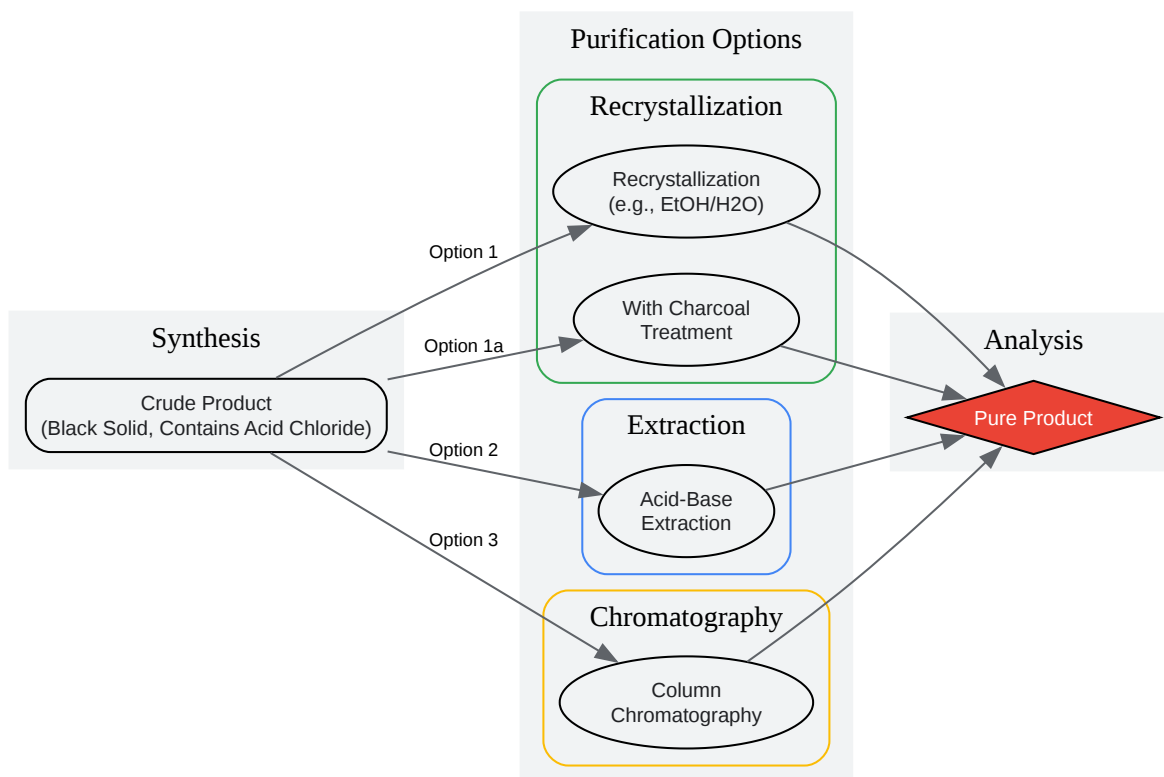 Purification Options
Recrystallization
Recrystallization
(e.g., EtOH/H2O)
Option 1
With Charcoal
Treatment
Option 1a
Synthesis
Crude Product
(Black Solid, Contains Acid Chloride)
Analysis
Pure Product
Extraction
Option 2
Acid-Base
Extraction
Option 3
Chromatography
Column
Chromatography